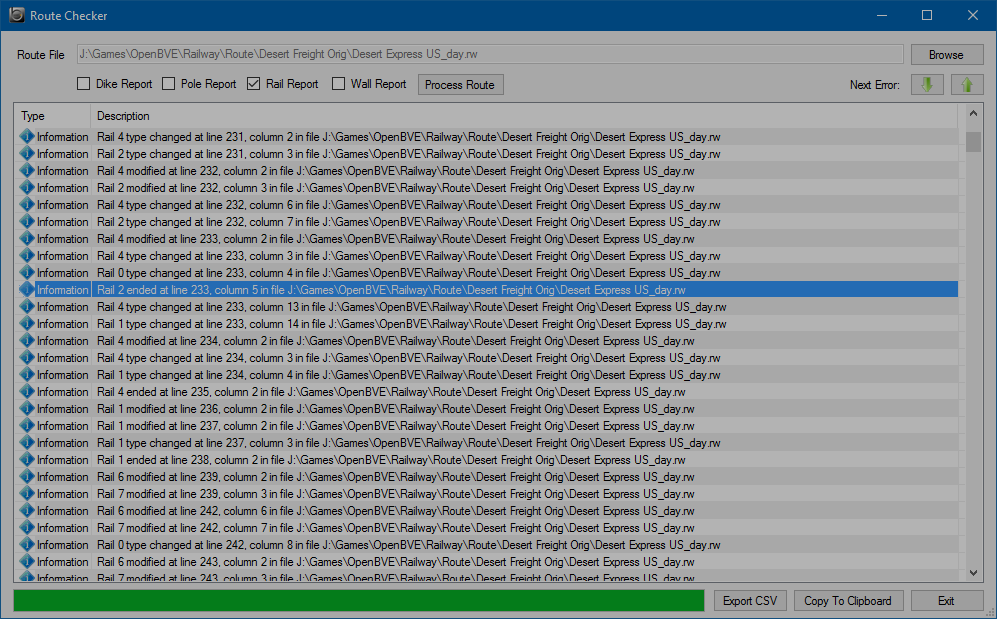 Route Checker
Route File J:\Games\OpenBVE\Railway\Route\Desert Freight Orig\Desert Express US_day.rw Browse
Dike Report Pole Report Rail Report Wall Report Process Route Next Error:
Type Description
Information Rail 4 type changed at line 231, column 2 in file J:\Games\OpenBVE\Railway\Route\Desert Freight Orig\Desert Express US_day.rw
Information Rail 2 type changed at line 231, column 3 in file J:\Games\OpenBVE\Railway\Route\Desert Freight Orig\Desert Express US_day.rw
Information Rail 4 modified at line 232, column 2 in file J:\Games\OpenBVE\Railway\Route\Desert Freight Orig\Desert Express US_day.rw
Information Rail 2 modified at line 232, column 3 in file J:\Games\OpenBVE\Railway\Route\Desert Freight Orig\Desert Express US_day.rw
Information Rail 4 type changed at line 232, column 6 in file J:\Games\OpenBVE\Railway\Route\Desert Freight Orig\Desert Express US_day.rw
Information Rail 2 type changed at line 232, column 7 in file J:\Games\OpenBVE\Railway\Route\Desert Freight Orig\Desert Express US_day.rw
Information Rail 4 modified at line 233, column 2 in file J:\Games\OpenBVE\Railway\Route\Desert Freight Orig\Desert Express US_day.rw
Information Rail 4 type changed at line 233, column 3 in file J:\Games\OpenBVE\Railway\Route\Desert Freight Orig\Desert Express US_day.rw
Information Rail 0 type changed at line 233, column 4 in file J:\Games\OpenBVE\Railway\Route\Desert Freight Orig\Desert Express US_day.rw
Information Rail 2 ended at line 233, column 5 in file J:\Games\OpenBVE\Railway\Route\Desert Freight Orig\Desert Express US_day.rw
Information Rail 4 type changed at line 233, column 13 in file J:\Games\OpenBVE\Railway\Route\Desert Freight Orig\Desert Express US_day.rw
Information Rail 1 type changed at line 233, column 14 in file J:\Games\OpenBVE\Railway\Route\Desert Freight Orig\Desert Express US_day.rw
Information Rail 4 modified at line 234, column 2 in file J:\Games\OpenBVE\Railway\Route\Desert Freight Orig\Desert Express US_day.rw
Information Rail 4 type changed at line 234, column 3 in file J:\Games\OpenBVE\Railway\Route\Desert Freight Orig\Desert Express US_day.rw
Information Rail 1 type changed at line 234, column 4 in file J:\Games\OpenBVE\Railway\Route\Desert Freight Orig\Desert Express US_day.rw
Information Rail 4 ended at line 235, column 2 in file J:\Games\OpenBVE\Railway\Route\Desert Freight Orig\Desert Express US_day.rw
Information Rail 1 modified at line 236, column 2 in file J:\Games\OpenBVE\Railway\Route\Desert Freight Orig\Desert Express US_day.rw
Information Rail 1 modified at line 237, column 2 in file J:\Games\OpenBVE\Railway\Route\Desert Freight Orig\Desert Express US_day.rw
Information Rail 1 type changed at line 237, column 3 in file J:\Games\OpenBVE\Railway\Route\Desert Freight Orig\Desert Express US_day.rw
Information Rail 1 ended at line 238, column 2 in file J:\Games\OpenBVE\Railway\Route\Desert Freight Orig\Desert Express US_day.rw
Information Rail 6 modified at line 239, column 2 in file J:\Games\OpenBVE\Railway\Route\Desert Freight Orig\Desert Express US_day.rw
Information Rail 7 modified at line 239, column 3 in file J:\Games\OpenBVE\Railway\Route\Desert Freight Orig\Desert Express US_day.rw
Information Rail 6 modified at line 242, column 6 in file J:\Games\OpenBVE\Railway\Route\Desert Freight Orig\Desert Express US_day.rw
Information Rail 7 modified at line 242, column 7 in file J:\Games\OpenBVE\Railway\Route\Desert Freight Orig\Desert Express US_day.rw
Information Rail 0 type changed at line 242, column 8 in file J:\Games\OpenBVE\Railway\Route\Desert Freight Orig\Desert Express US_day.rw
Information Rail 6 modified at line 243, column 2 in file J:\Games\OpenBVE\Railway\Route\Desert Freight Orig\Desert Express US_day.rw
Information Rail 7 modified at line 243, column 3 in file J:\Games\OpenBVE\Railway\Route\Desert Freight Orig\Desert Express US_day.rw
Export CSV Copy To Clipboard Exit